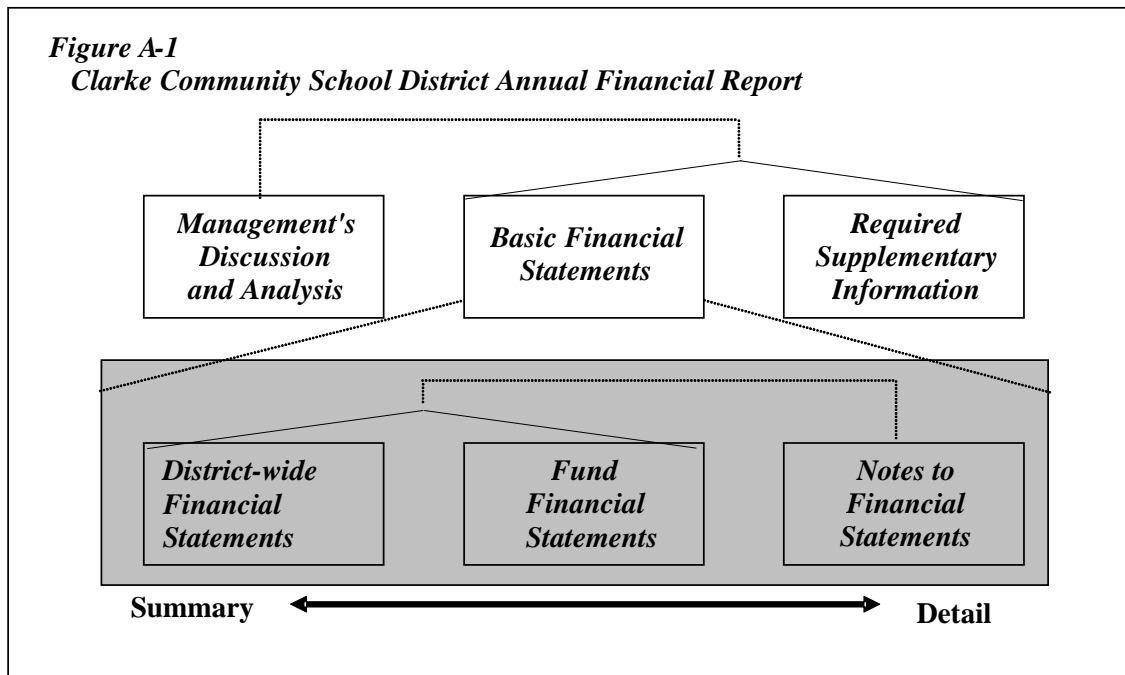 Figure A-1
Clarke Community School District Annual Financial Report
Management's
Discussion
and Analysis
Basic Financial
Statements
Required
Supplementary
Information
District-wide
Financial
Statements
Fund
Financial
Statements
Notes to
Financial
Statements
Summary
Detail